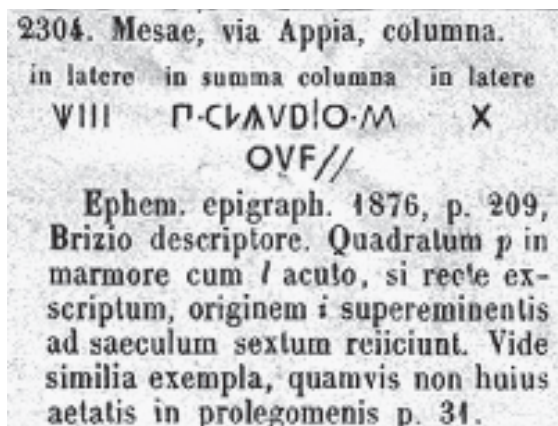 2304. Mesae, via Appia, columna.
in latere in summa columna in latere
ѰIII Π·CLAVDIO·M X
OVF//
Ephem. epigraph. 1876, p. 209,
Brizio descriptore. Quadratum p in
marmore cum l acuto, si recte ex-
scriptum, originem i supereminentis
ad saeculum sextum reiiciunt. Vide
similia exempla, quamvis non huius
aetatis in prolegomenis p. 31.